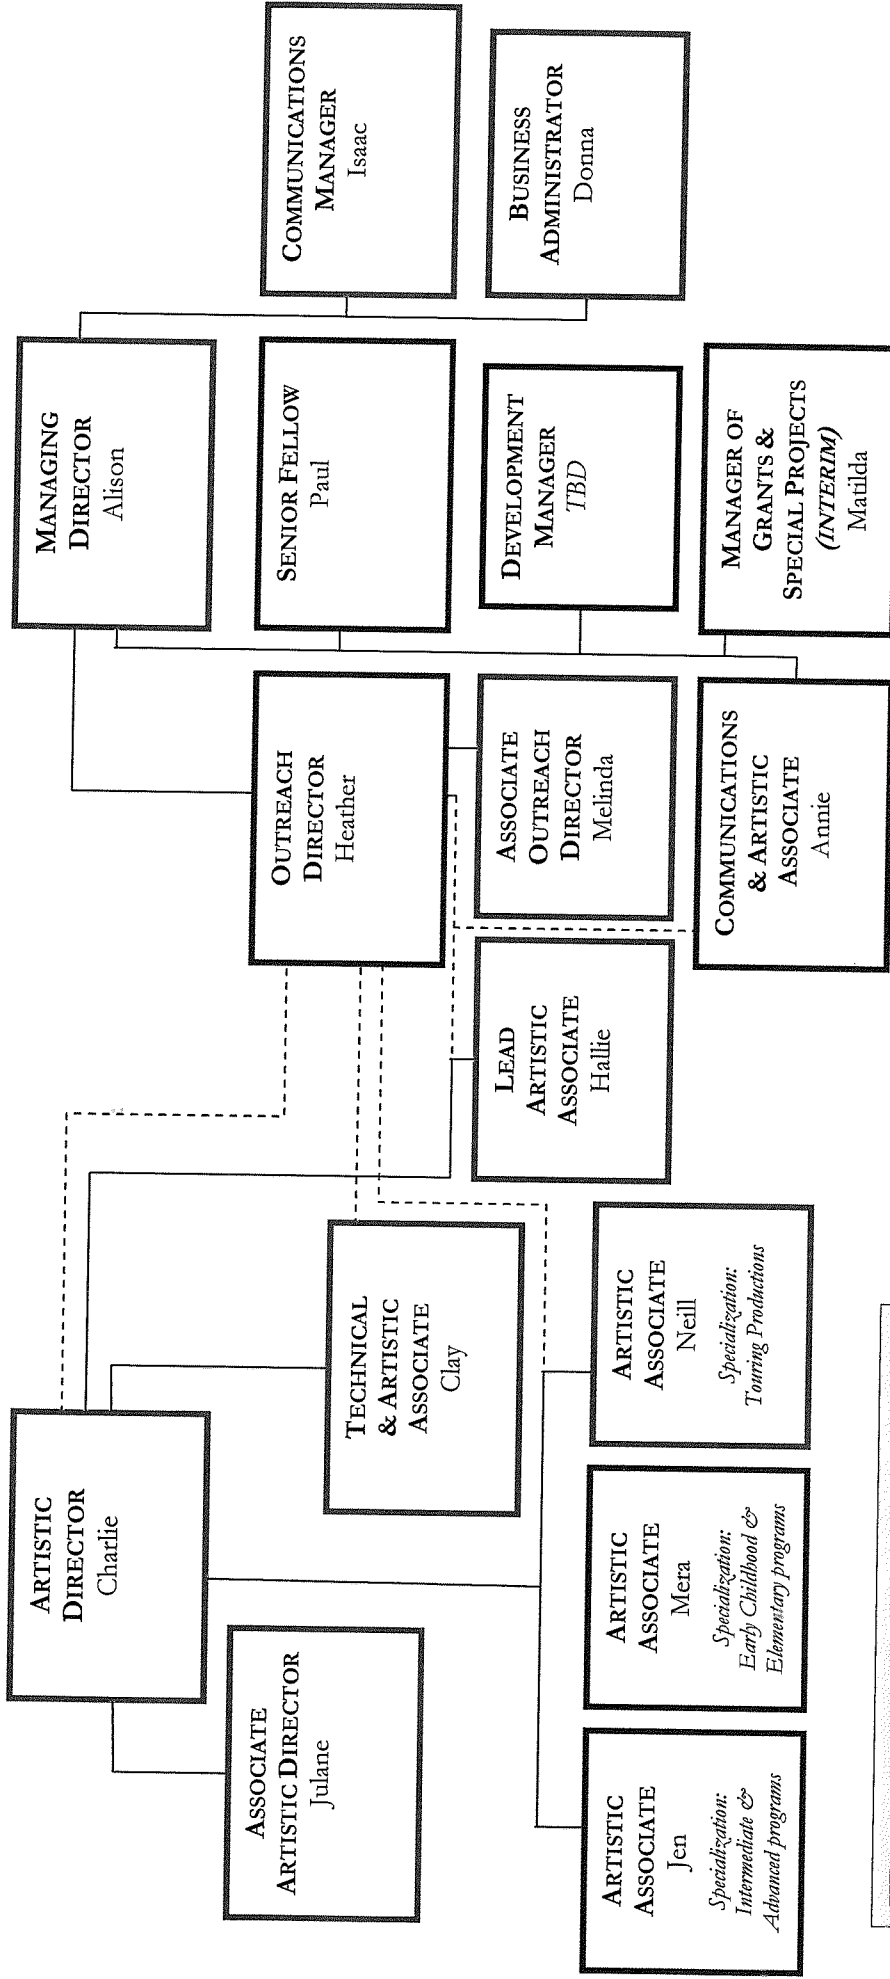 ARTISTIC
DIRECTOR
Charlie
MANAGING
DIRECTOR
Alison
ASSOCIATE
ARTISTIC DIRECTOR
Julane
TECHNICAL
& ARTISTIC
ASSOCIATE
Clay
OUTREACH
DIRECTOR
Heather
SENIOR FELLOW
Paul
COMMUNICATIONS
MANAGER
Isaac
LEAD
ARTISTIC
ASSOCIATE
Hallie
ASSOCIATE
OUTREACH
DIRECTOR
Melinda
DEVELOPMENT
MANAGER
TBD
BUSINESS
ADMINISTRATOR
Donna
ARTISTIC
ASSOCIATE
Jen
Specialization:
Intermediate &
Advanced programs
ARTISTIC
ASSOCIATE
Mera
Specialization:
Early Childhood &
Elementary programs
ARTISTIC
ASSOCIATE
Neill
Specialization:
Touring Productions
COMMUNICATIONS
& ARTISTIC
ASSOCIATE
Annie
MANAGER OF
GRANTS &
SPECIAL PROJECTS
(INTERIM)
Matilda